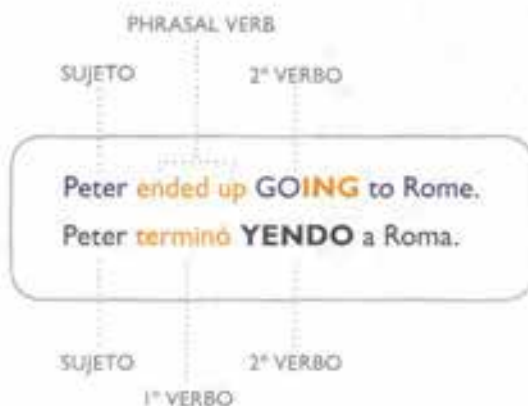 PHRASAL VERB
SUJETO 2º VERBO
Peter ended up GOING to Rome.
Peter terminó YENDO a Roma.
SUJETO 2º VERBO
1º VERBO